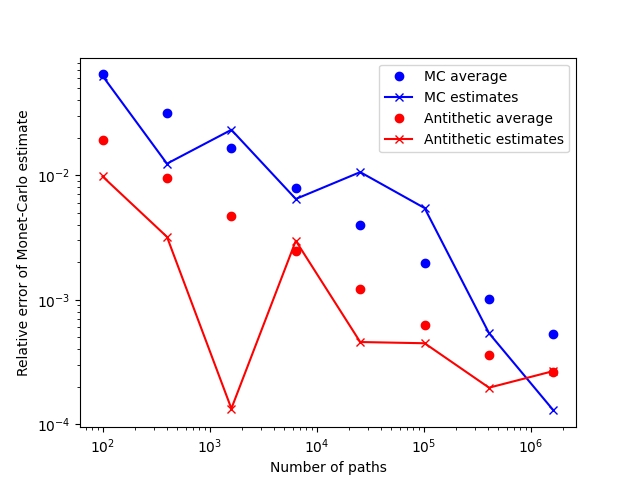 MC average
MC estimates
Antithetic average
Antithetic estimates
Relative error of Monet-Carlo estimate
10⁻²
10⁻³
10⁻⁴
10² 10³ 10⁴ 10⁵ 10⁶
Number of paths